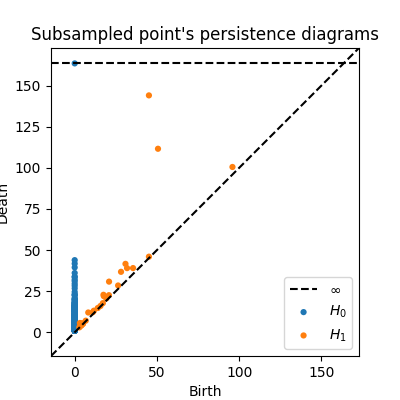 Subsampled point's persistence diagrams
150
125
100
75
50
25
0
Death
0 50 100 150
Birth
∞
H₀
H₁